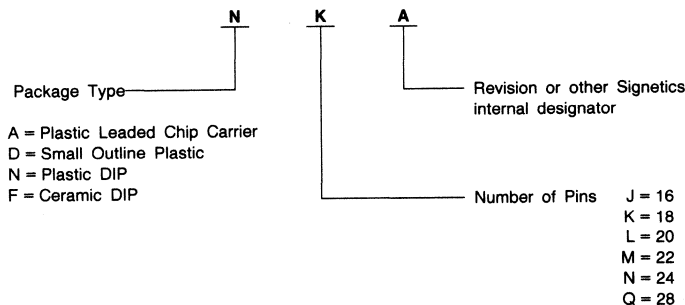 N K A
Package Type
A = Plastic Leaded Chip Carrier
D = Small Outline Plastic
N = Plastic DIP
F = Ceramic DIP
Revision or other Signetics
internal designator
Number of Pins J = 16
K = 18
L = 20
M = 22
N = 24
Q = 28